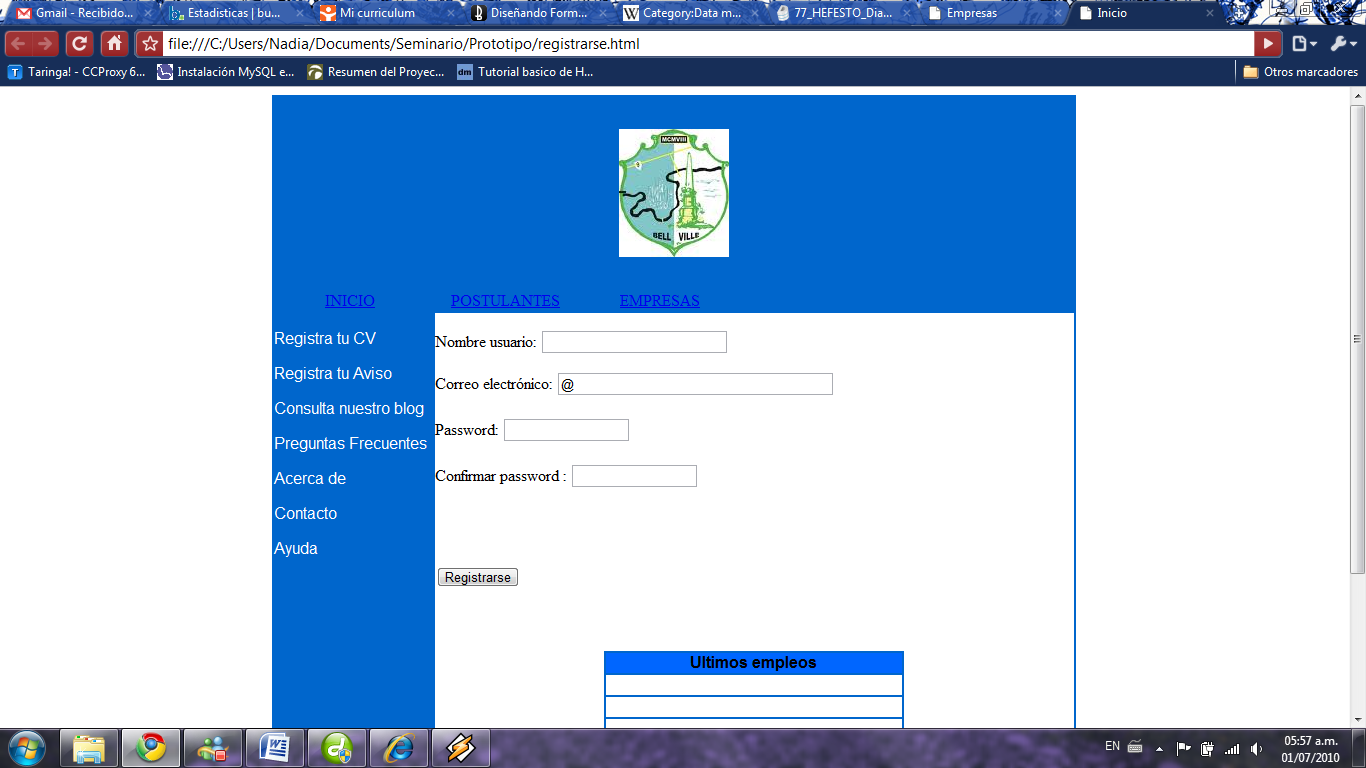 Gmail - Recibido... Estadisticas | bu... Mi curriculum Diseñando Form... Category:Data m... 77_HEFESTO_Dia... Empresas Inicio
file:///C:/Users/Nadia/Documents/Seminario/Prototipo/registrarse.html
Taringa! - CCProxy 6... Instalación MySQL e... Resumen del Proyec... Tutorial basico de H... Otros marcadores
MCMVIII
BELL VILLE
INICIO POSTULANTES EMPRESAS
Registra tu CV
Registra tu Aviso
Consulta nuestro blog
Preguntas Frecuentes
Acerca de
Contacto
Ayuda
Nombre usuario:
Correo electrónico: @
Password:
Confirmar password :
Registrarse
Ultimos empleos
EN
05:57 a.m.
01/07/2010